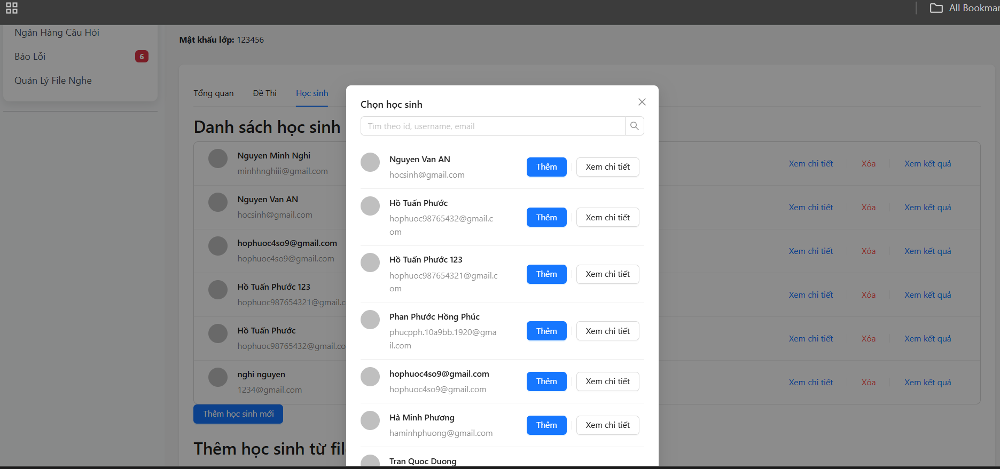 All Bookmar
Ngân Hàng Câu Hỏi
Báo Lỗi 6
Quản Lý File Nghe
Mật khẩu lớp: 123456
Tổng quan Đề Thi Học sinh
Danh sách học sinh
Nguyen Minh Nghi
minhhnghiii@gmail.com
Xem chi tiết Xóa Xem kết quả
Nguyen Van AN
hocsinh@gmail.com
Xem chi tiết Xóa Xem kết quả
hophuoc4so9@gmail.com
hophuoc4so9@gmail.com
Xem chi tiết Xóa Xem kết quả
Hồ Tuấn Phước 123
hophuoc987654321@gmail.c
Xem chi tiết Xóa Xem kết quả
Hồ Tuấn Phước
hophuoc98765432@gmail.co
Xem chi tiết Xóa Xem kết quả
nghi nguyen
1234@gmail.com
Xem chi tiết Xóa Xem kết quả
Thêm học sinh mới
Thêm học sinh từ fil
Chọn học sinh
Tìm theo id, username, email
Nguyen Van AN
hocsinh@gmail.com
Thêm Xem chi tiết
Hồ Tuấn Phước
hophuoc98765432@gmail.c
om
Thêm Xem chi tiết
Hồ Tuấn Phước 123
hophuoc987654321@gmail.c
om
Thêm Xem chi tiết
Phan Phước Hồng Phúc
phucpph.10a9bb.1920@gma
il.com
Thêm Xem chi tiết
hophuoc4so9@gmail.com
hophuoc4so9@gmail.com
Thêm Xem chi tiết
Hà Minh Phương
haminhphuong@gmail.com
Thêm Xem chi tiết
Tran Quoc Duong